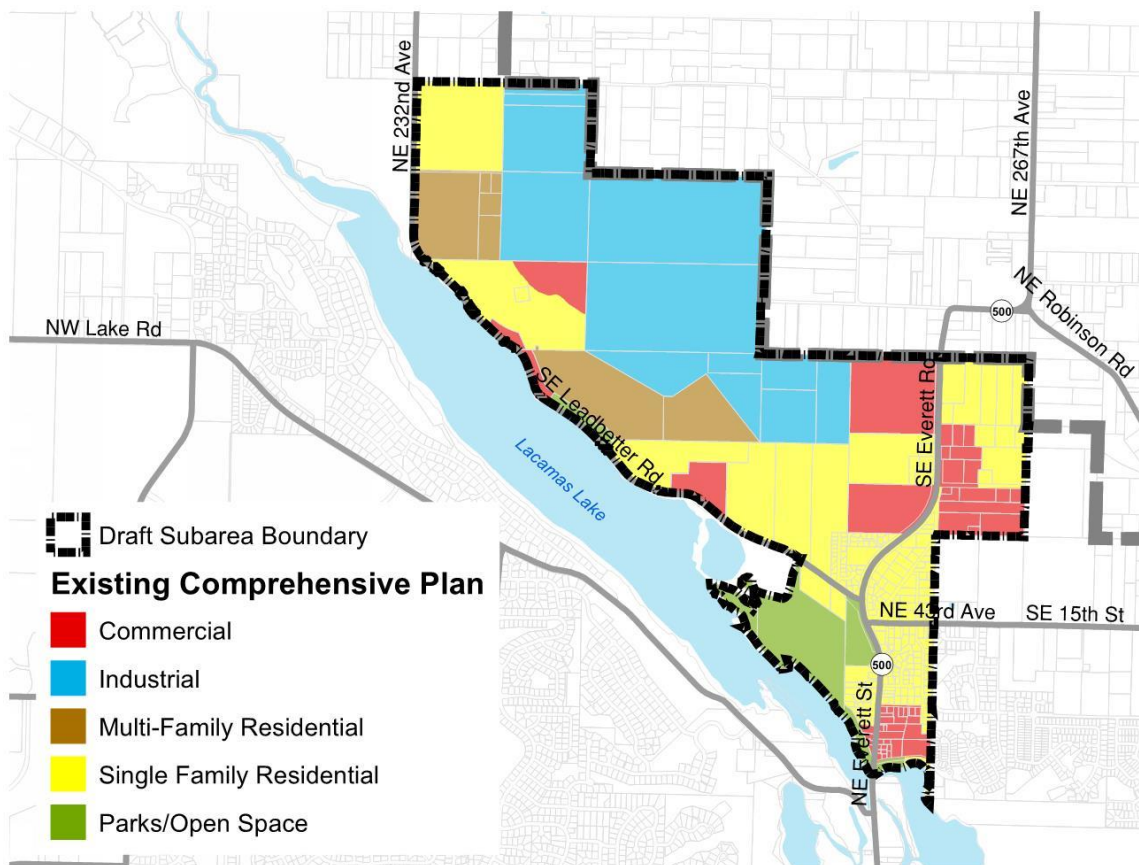 NE 232nd Ave
NE 267th Ave
500
NE Robinson Rd
NW Lake Rd
SE Everett Rd
SE Leadbetter Rd
Lacamas Lake
NE 43rd Ave
SE 15th St
500
NE Everett St
Draft Subarea Boundary
Existing Comprehensive Plan
Commercial
Industrial
Multi-Family Residential
Single Family Residential
Parks/Open Space